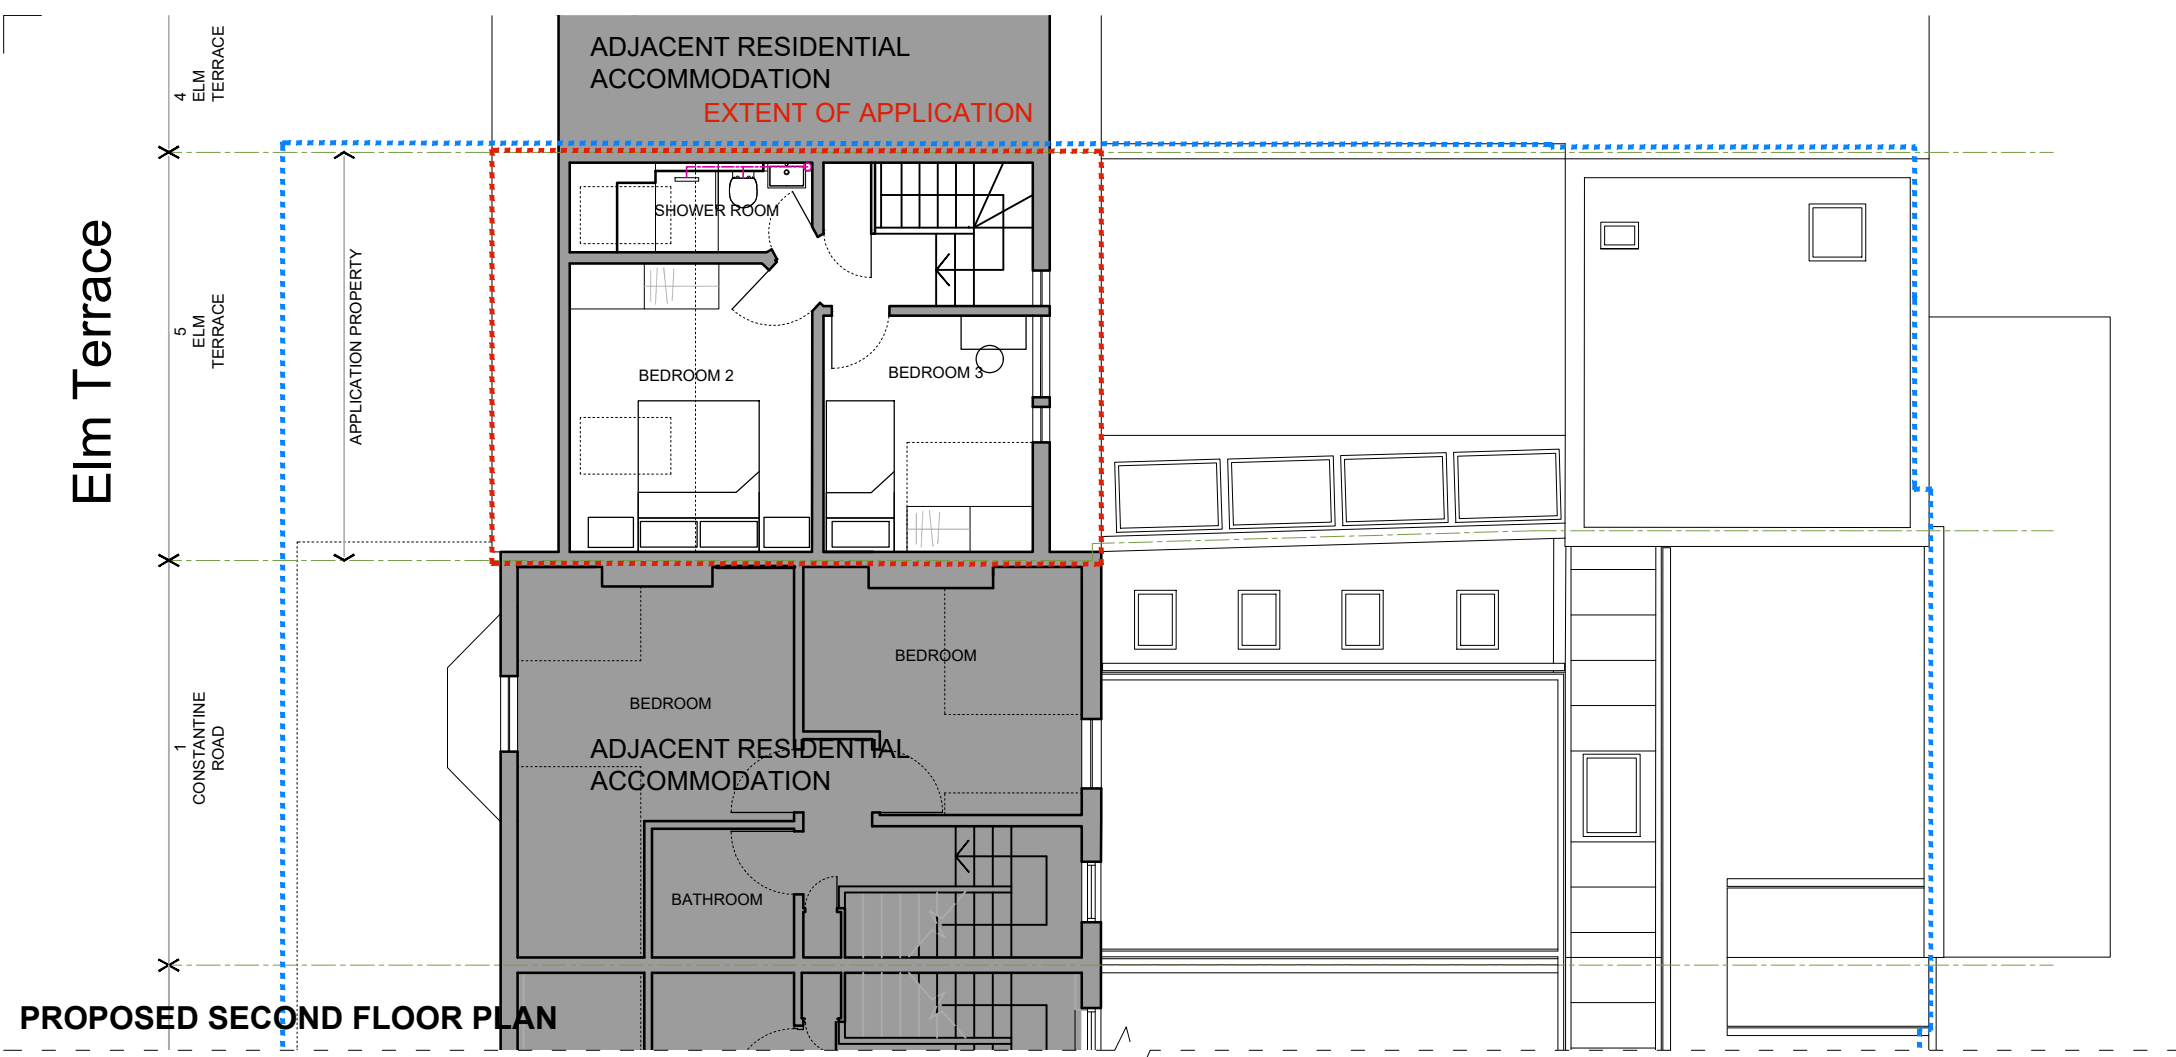 ADJACENT RESIDENTIAL
ACCOMMODATION
EXTENT OF APPLICATION
4
ELM
TERRACE
Elm Terrace
5
ELM
TERRACE
APPLICATION PROPERTY
SHOWER ROOM
BEDROOM 2
BEDROOM 3
1
CONSTANTINE
ROAD
BEDROOM
BEDROOM
ADJACENT RESIDENTIAL
ACCOMMODATION
BATHROOM
PROPOSED SECOND FLOOR PLAN